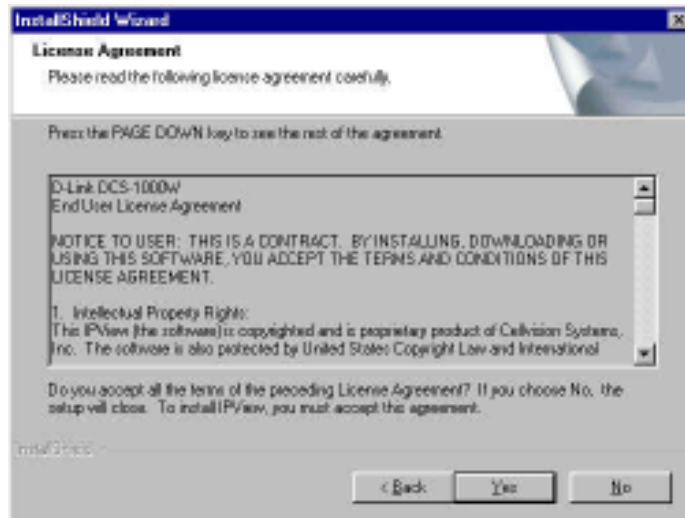 InstallShield Wizard
License Agreement
Please read the following license agreement carefully.
Press the PAGE DOWN key to see the rest of the agreement.
D-Link DCS-1000W
End User License Agreement
NOTICE TO USER: THIS IS A CONTRACT. BY INSTALLING, DOWNLOADING OR
USING THIS SOFTWARE, YOU ACCEPT THE TERMS AND CONDITIONS OF THIS
LICENSE AGREEMENT.
1. Intellectual Property Rights:
This IPView (the software) is copyrighted and is proprietary product of Cellvision Systems,
Inc. The software is also protected by United States Copyright Law and International
Do you accept all the terms of the preceding License Agreement? If you choose No, the
setup will close. To install IPView, you must accept this agreement.
InstallShield
< Back
Yes
No